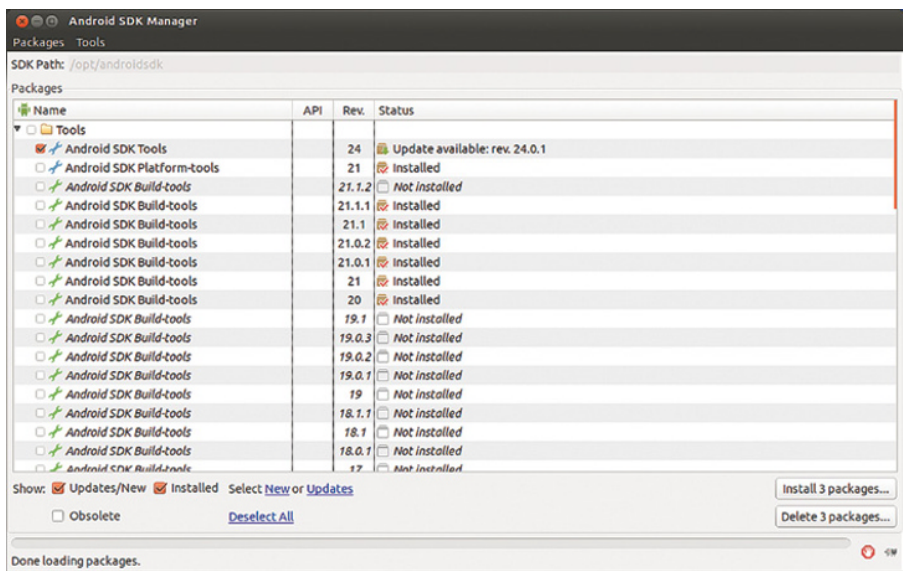 Android SDK Manager
Packages Tools
SDK Path: /opt/androidsdk
Packages
Name API Rev. Status
Tools
Android SDK Tools 24 Update available: rev. 24.0.1
Android SDK Platform-tools 21 Installed
Android SDK Build-tools 21.1.2 Not installed
Android SDK Build-tools 21.1.1 Installed
Android SDK Build-tools 21.1 Installed
Android SDK Build-tools 21.0.2 Installed
Android SDK Build-tools 21.0.1 Installed
Android SDK Build-tools 21 Installed
Android SDK Build-tools 20 Installed
Android SDK Build-tools 19.1 Not installed
Android SDK Build-tools 19.0.3 Not installed
Android SDK Build-tools 19.0.2 Not installed
Android SDK Build-tools 19.0.1 Not installed
Android SDK Build-tools 19 Not installed
Android SDK Build-tools 18.1.1 Not installed
Android SDK Build-tools 18.1 Not installed
Android SDK Build-tools 18.0.1 Not installed
Android SDK Build-tools 17 Not installed
Show: Updates/New Installed Select New or Updates Install 3 packages...
Obsolete Deselect All Delete 3 packages...
Done loading packages.